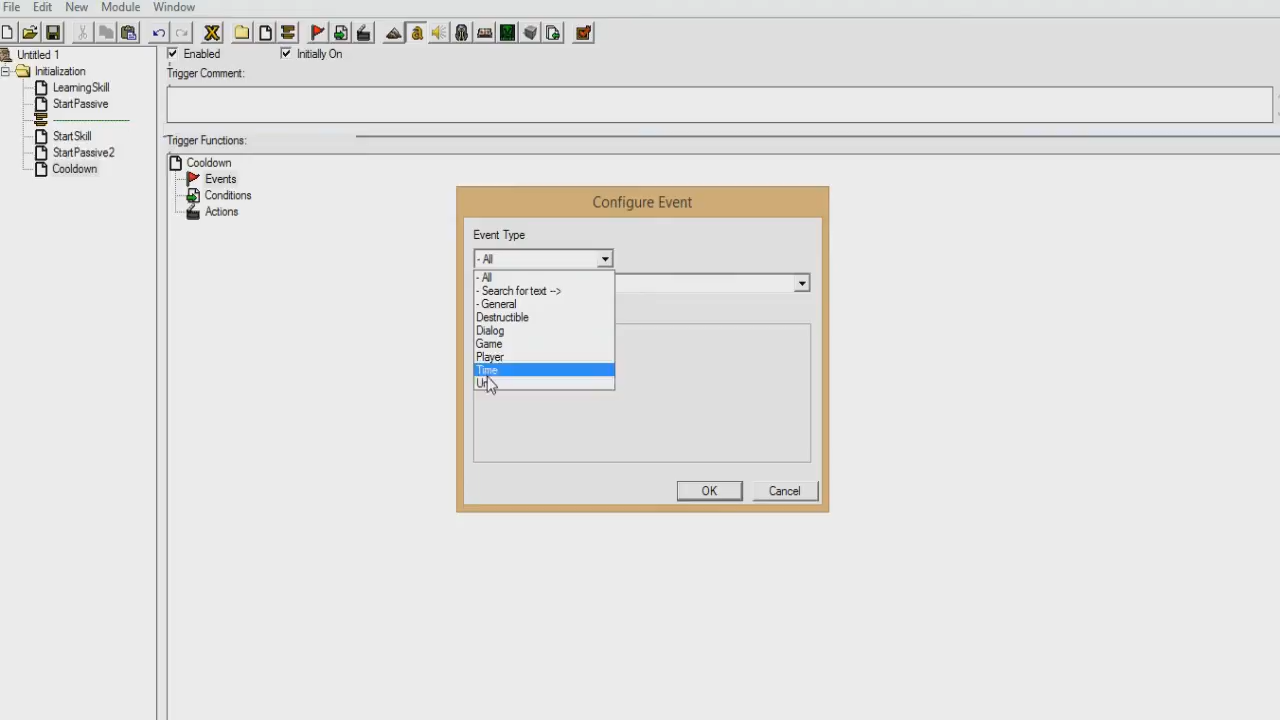 File Edit New Module Window
Untitled 1
Initialization
LearningSkill
StartPassive
StartSkill
StartPassive2
Cooldown
Enabled
Initially On
Trigger Comment:
Trigger Functions:
Cooldown
Events
Conditions
Actions
Configure Event
Event Type
- All
- All
- Search for text -->
- General
Destructible
Dialog
Game
Player
Time
OK
Cancel